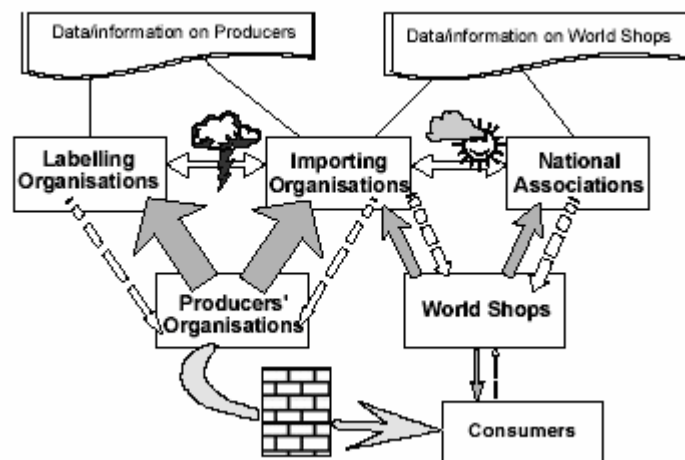 Data/information on Producers
Data/information on World Shops
Labelling
Organisations
Importing
Organisations
National
Associations
Producers'
Organisations
World Shops
Consumers